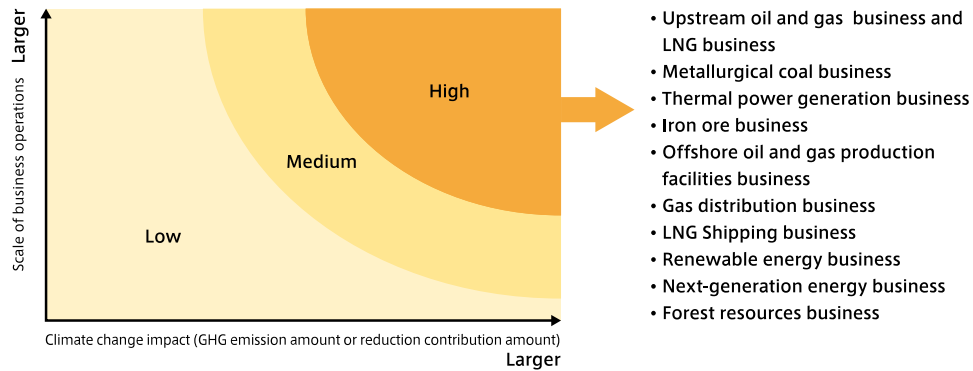 Larger
Scale of business operations
High
Medium
Low
Climate change impact (GHG emission amount or reduction contribution amount)
Larger
• Upstream oil and gas business and
LNG business
• Metallurgical coal business
• Thermal power generation business
• Iron ore business
• Offshore oil and gas production
facilities business
• Gas distribution business
• LNG Shipping business
• Renewable energy business
• Next-generation energy business
• Forest resources business